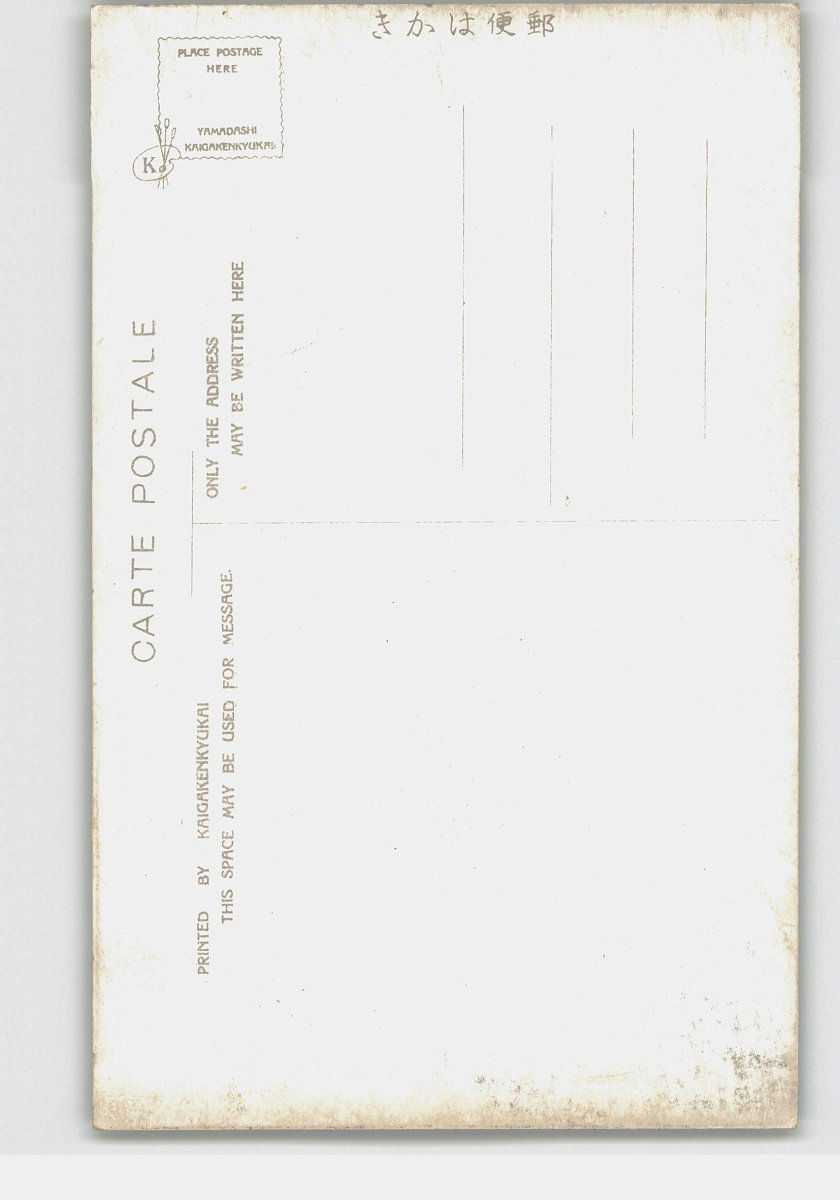 きかは便郵
PLACE POSTAGE
HERE
YAMADASHI
KAIGAKENKYUKAI
K
CARTE POSTALE
ONLY THE ADDRESS
MAY BE WRITTEN HERE
PRINTED BY KAIGAKENKYUKAI
THIS SPACE MAY BE USED FOR MESSAGE.